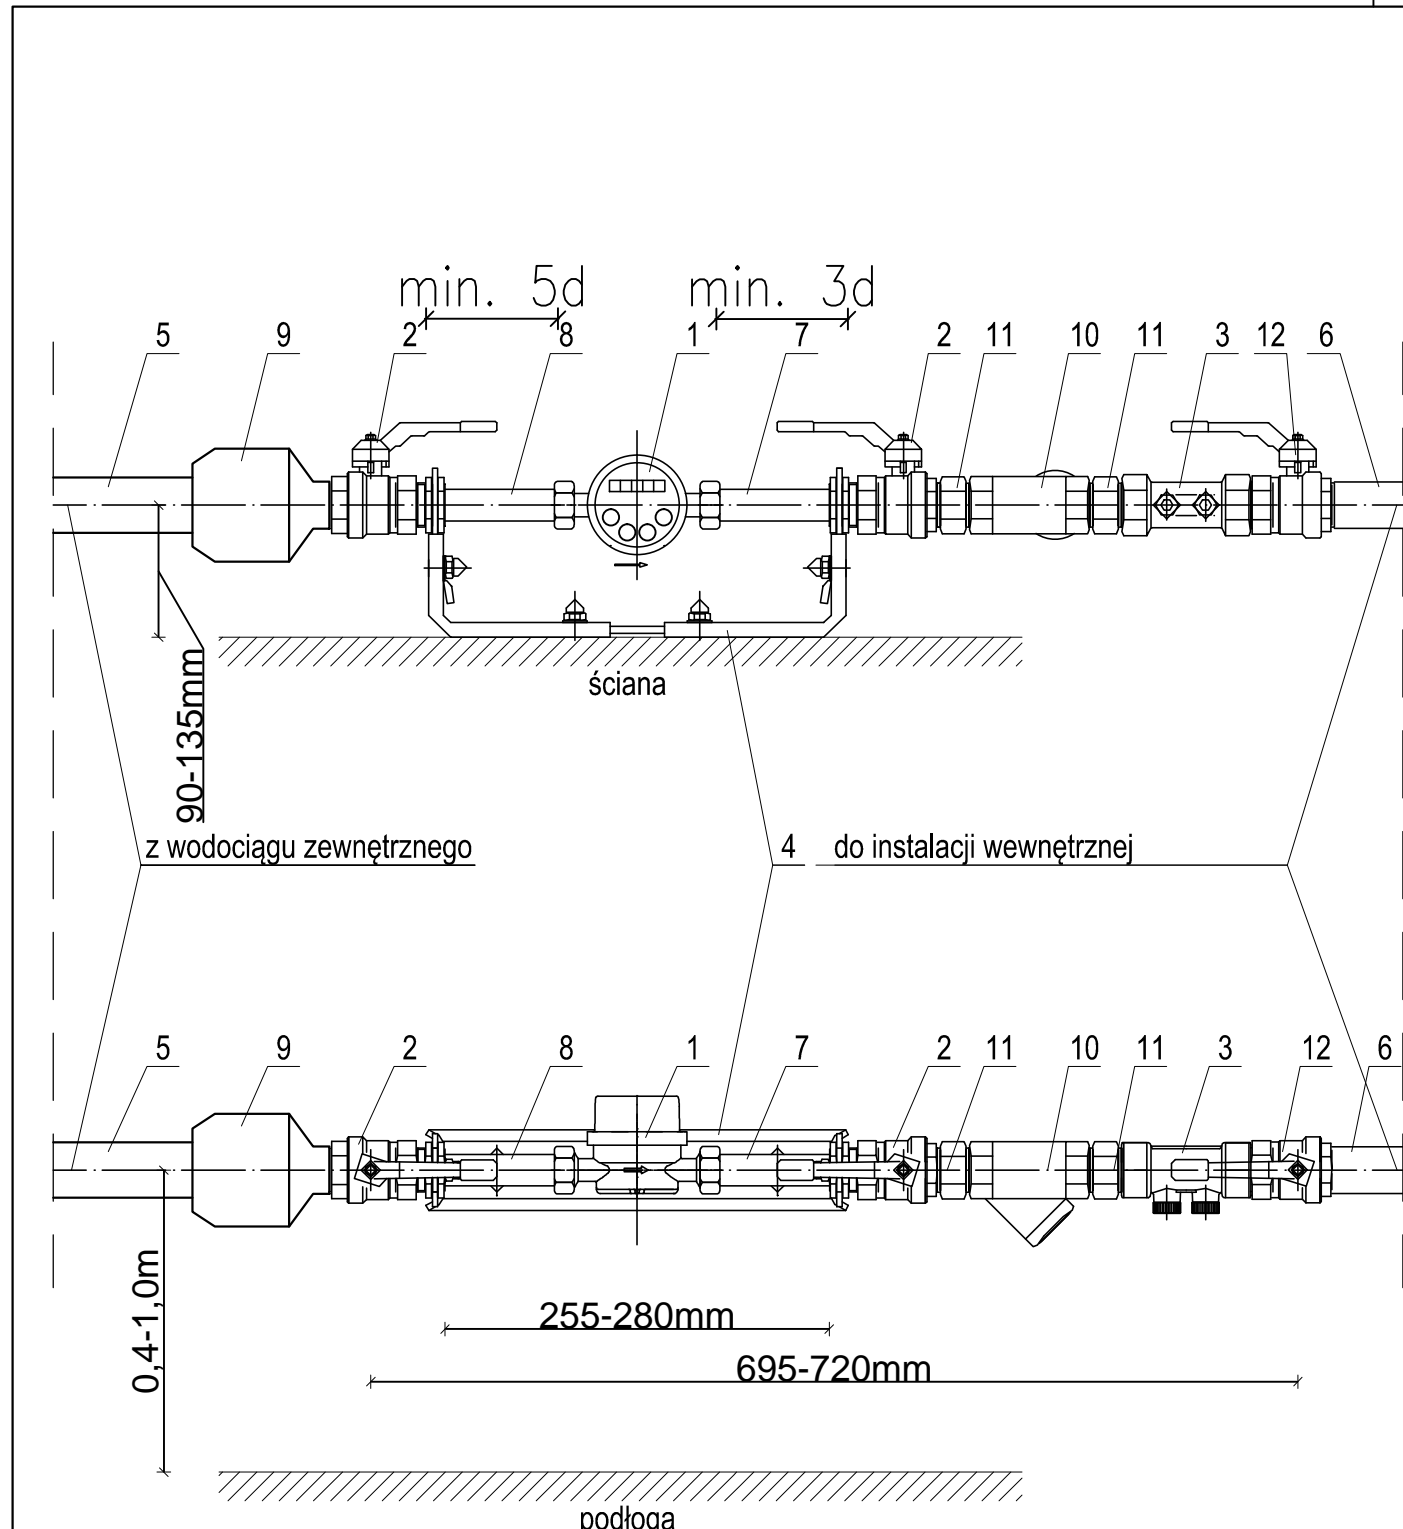 min. 5d min. 3d
5 9 2 8 1 7 2 11 10 11 3 12 6
ściana
90-135mm
z wodociągu zewnętrznego 4 do instalacji wewnętrznej
5 9 2 8 1 7 2 11 10 11 3 12 6
0,4-1,0m
255-280mm
695-720mm
podłoga